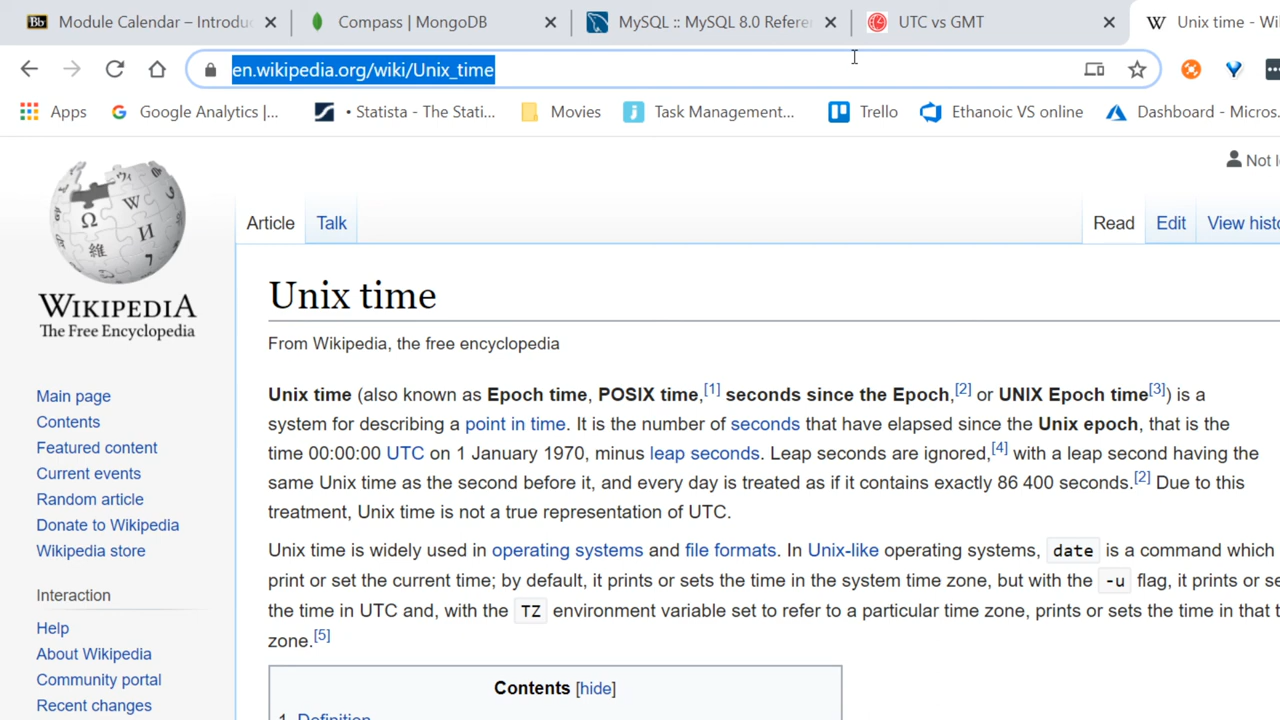 Bb Module Calendar – Introduc
Compass | MongoDB
MySQL :: MySQL 8.0 Referen
UTC vs GMT
W Unix time - Wi
en.wikipedia.org/wiki/Unix_time
Apps
Google Analytics |...
• Statista - The Stati...
Movies
Task Management...
Trello
Ethanoic VS online
Dashboard - Micros.
Not l
WIKIPEDIA
The Free Encyclopedia
Article
Talk
Read
Edit
View histo
Main page
Contents
Featured content
Current events
Random article
Donate to Wikipedia
Wikipedia store
Interaction
Help
About Wikipedia
Community portal
Recent changes
Unix time
From Wikipedia, the free encyclopedia
Unix time (also known as Epoch time, POSIX time,[1] seconds since the Epoch,[2] or UNIX Epoch time[3]) is a
system for describing a point in time. It is the number of seconds that have elapsed since the Unix epoch, that is the
time 00:00:00 UTC on 1 January 1970, minus leap seconds. Leap seconds are ignored,[4] with a leap second having the
same Unix time as the second before it, and every day is treated as if it contains exactly 86 400 seconds.[2] Due to this
treatment, Unix time is not a true representation of UTC.
Unix time is widely used in operating systems and file formats. In Unix-like operating systems, date is a command which
print or set the current time; by default, it prints or sets the time in the system time zone, but with the -u flag, it prints or se
the time in UTC and, with the TZ environment variable set to refer to a particular time zone, prints or sets the time in that t
zone.[5]
Contents [hide]
1 Definition